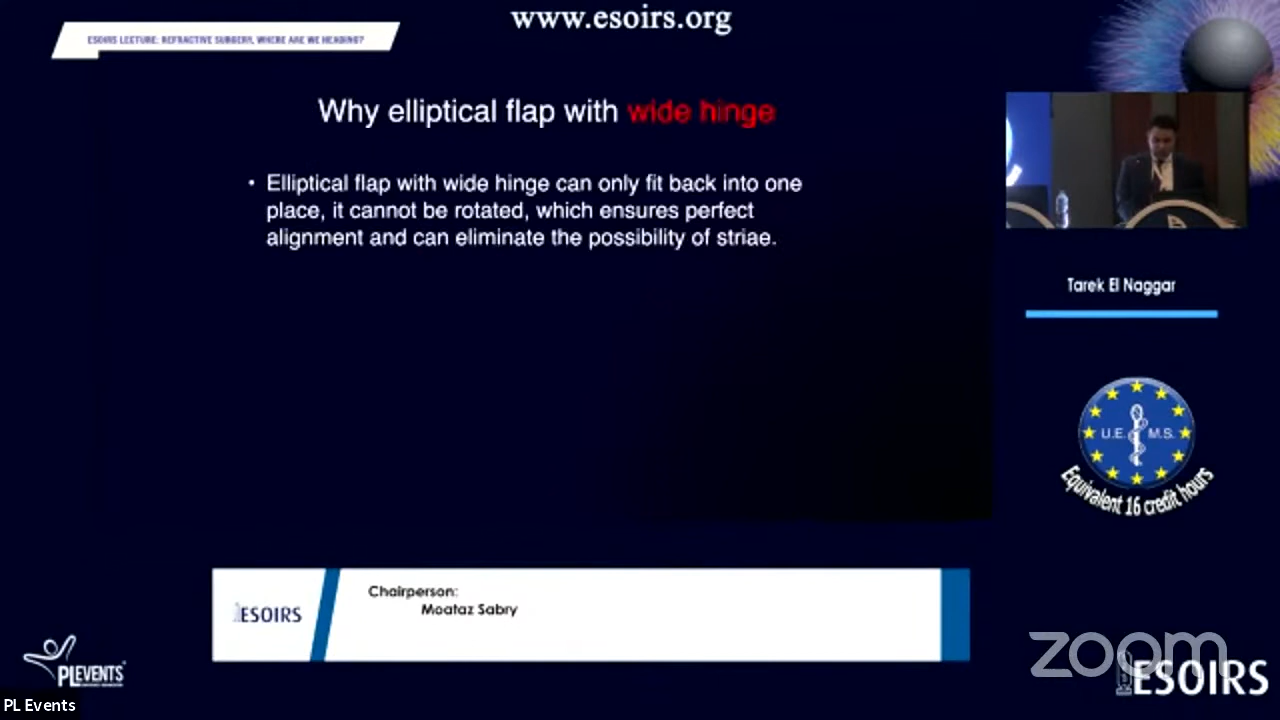 www.esoirs.org
ESOIRS LECTURE: REFRACTIVE SURGERY, WHERE ARE WE HEADING?
Why elliptical flap with wide hinge
• Elliptical flap with wide hinge can only fit back into one
place, it cannot be rotated, which ensures perfect
alignment and can eliminate the possibility of striae.
Tarek El Naggar
U.E. M.S.
Equivalent 16 credit hours
Chairperson:
Moataz Sabry
ESOIRS
PLEVENTS
zoom
ESOIRS
PL Events